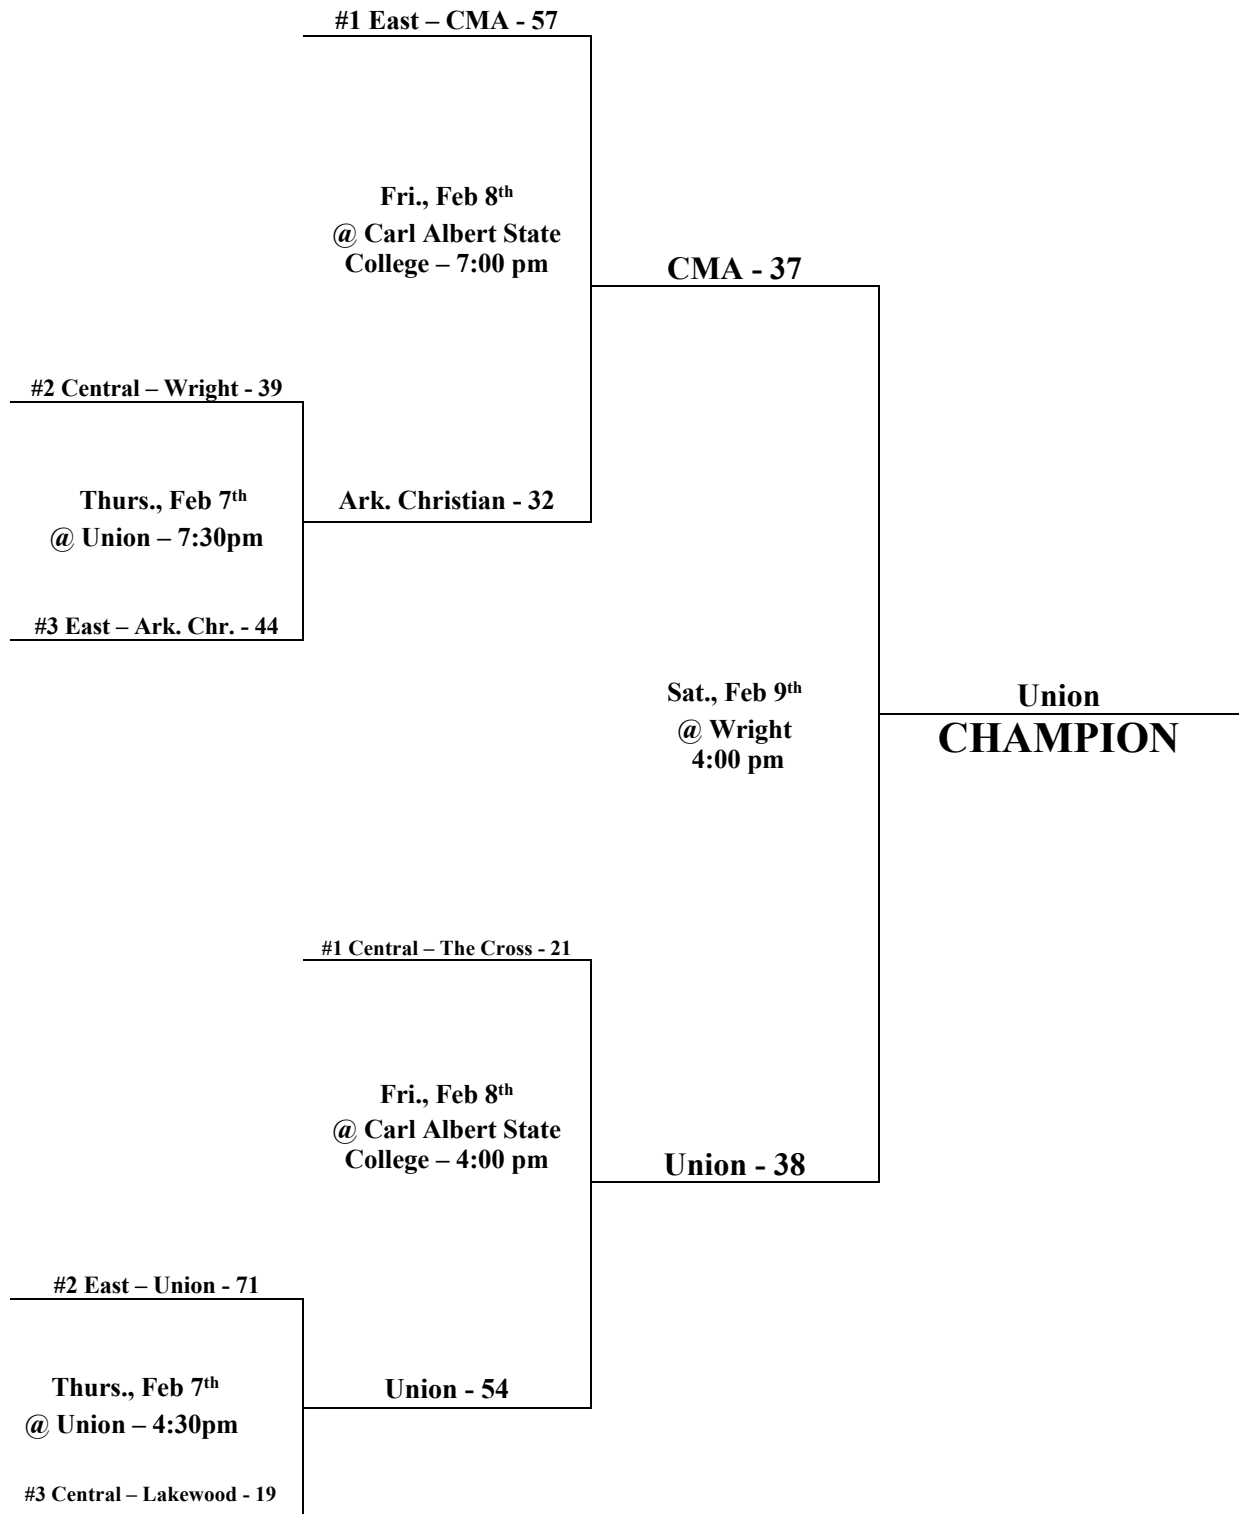 #1 East – CMA - 57
Fri., Feb 8th
@ Carl Albert State
College – 7:00 pm
CMA - 37
#2 Central – Wright - 39
Thurs., Feb 7th
@ Union – 7:30pm
Ark. Christian - 32
#3 East – Ark. Chr. - 44
Sat., Feb 9th
@ Wright
4:00 pm
Union
CHAMPION
#1 Central – The Cross - 21
Fri., Feb 8th
@ Carl Albert State
College – 4:00 pm
Union - 38
#2 East – Union - 71
Thurs., Feb 7th
@ Union – 4:30pm
Union - 54
#3 Central – Lakewood - 19